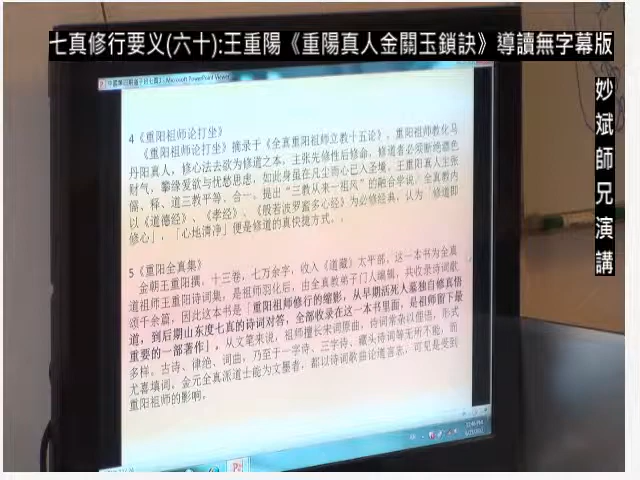 七真修行要义(六十):王重陽《重陽真人金關玉鎖訣》導讀無字幕版
妙斌師兄演講
Microsoft PowerPoint Viewer
4《重阳祖师论打坐》
《重阳祖师论打坐》摘录于《全真重阳祖师立教十五论》,重阳祖师教化马
丹阳真人,修心法去欲为修道之本,主张先修性后修命,修道者必须断绝酒色
财气,攀缘爱欲与忧愁思虑,如此身虽在凡尘而心已入圣境,王重阳真人主张
儒、释、道三教平等、合一,提出“三教从来一祖风”的融合学说,全真教内
以《道德经》、《孝经》、《般若波罗蜜多心经》为必修经典,认为「修道即
修心」,「心地清净」便是修道的真快捷方式。.
5《重阳全真集》
金朝王重阳撰,十三卷,七万余字,收入《道藏》太平部,这一本书为全真
道祖师王重阳诗词集,是祖师羽化后,由全真教弟子门人编辑,共收录诗词歌
颂千余篇,因此这本书是「重阳祖师修行的缩影,从早期活死人墓独自修真悟
道,到后期山东度七真的诗词对答,全部收录在这一本书里面,是祖师留下最
重要的一部著作」,从文笔来说,祖师擅长宋词原曲,诗词常杂以俚语,形式
多样。古诗、律绝、词曲,乃至于一字诗、三字诗、藏头诗词等无所不能,而
尤喜填词。金元全真派道士能为文墨者,都以诗词歌曲论道言志,可见是受到
重阳祖师的影响。